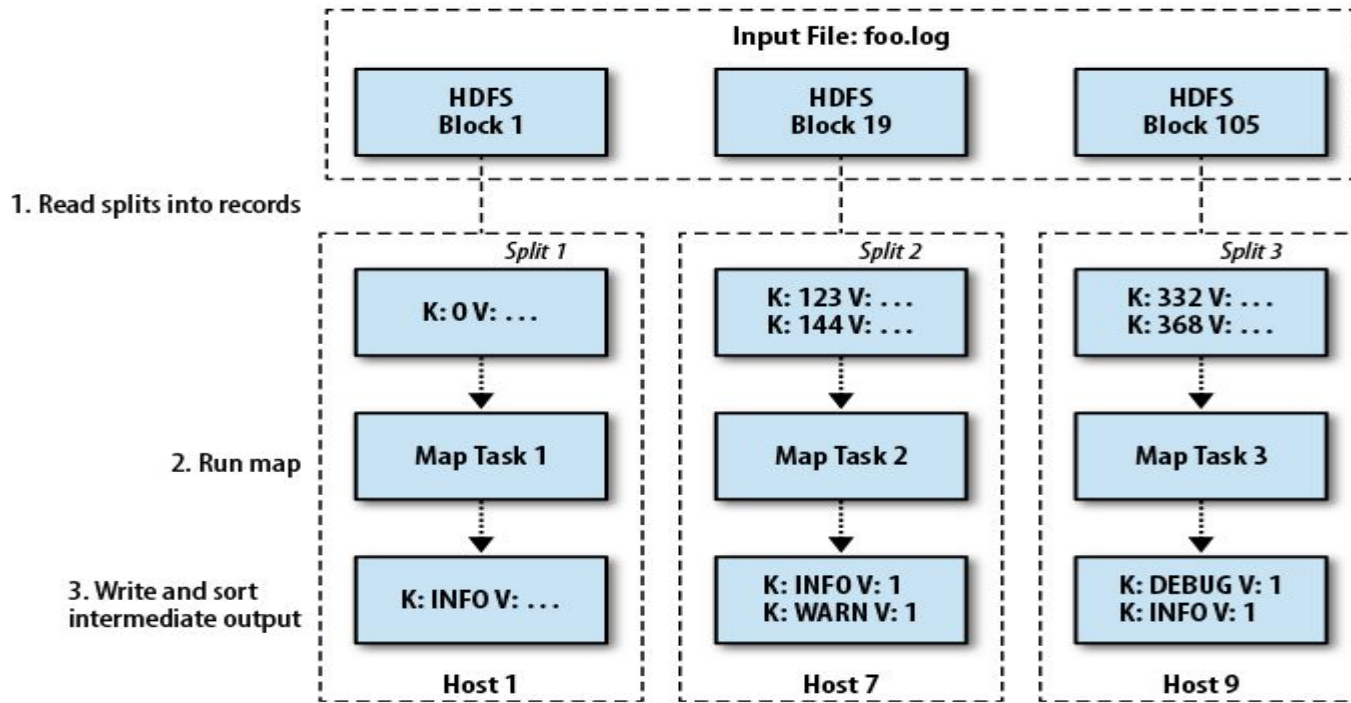 Input File: foo.log
HDFS
Block 1
HDFS
Block 19
HDFS
Block 105
1. Read splits into records
Split 1
Split 2
Split 3
K: 0 V: . . .
K: 123 V: . . .
K: 144 V: . . .
K: 332 V: . . .
K: 368 V: . . .
2. Run map
Map Task 1
Map Task 2
Map Task 3
3. Write and sort
intermediate output
K: INFO V: . . .
K: INFO V: 1
K: WARN V: 1
K: DEBUG V: 1
K: INFO V: 1
Host 1
Host 7
Host 9